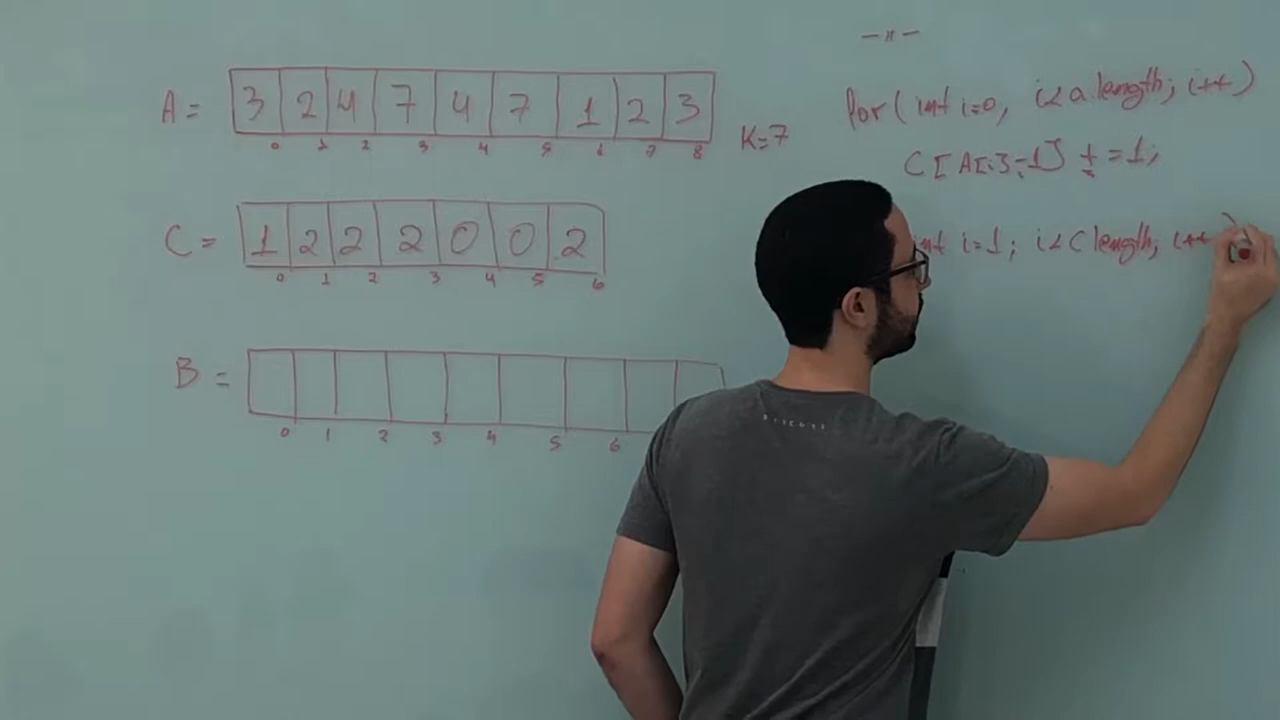 — x —
A = 3 2 4 7 4 7 1 2 3
0 1 2 3 4 5 6 7 8
K=7
for( int i=0, i<a.length; i++)
C[A[i]-1] += 1;
int i=1; i<C length; i++)
C = 1 2 2 2 0 0 2
0 1 2 3 4 5 6
B =
0 1 2 3 4 5 6